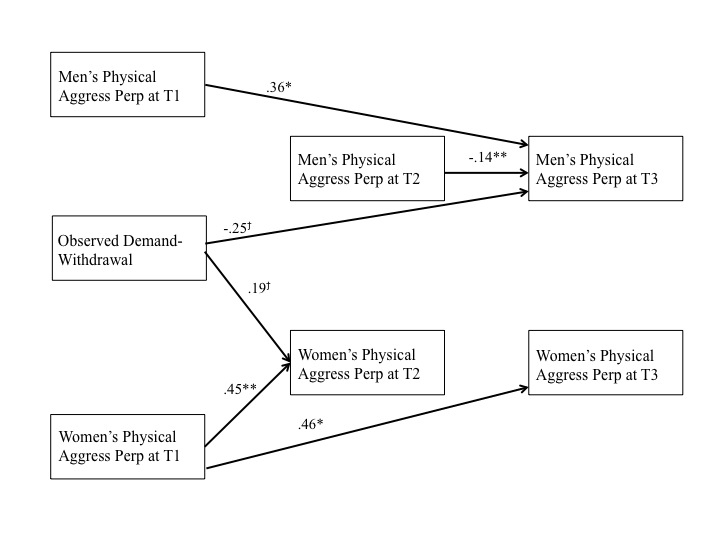 Men's Physical
Aggress Perp at T1
.36*
Men's Physical
Aggress Perp at T2
-.14**
Men's Physical
Aggress Perp at T3
Observed Demand-
Withdrawal
-.25†
.19†
Women's Physical
Aggress Perp at T2
Women's Physical
Aggress Perp at T3
.45**
.46*
Women's Physical
Aggress Perp at T1